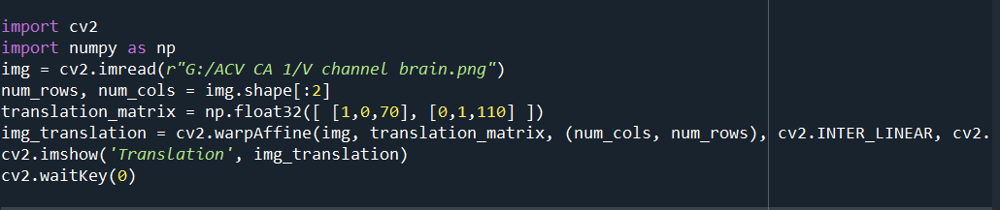 import cv2
import numpy as np
img = cv2.imread(r"G:/ACV CA 1/V channel brain.png")
num_rows, num_cols = img.shape[:2]
translation_matrix = np.float32([ [1,0,70], [0,1,110] ])
img_translation = cv2.warpAffine(img, translation_matrix, (num_cols, num_rows), cv2.INTER_LINEAR, cv2.
cv2.imshow('Translation', img_translation)
cv2.waitKey(0)